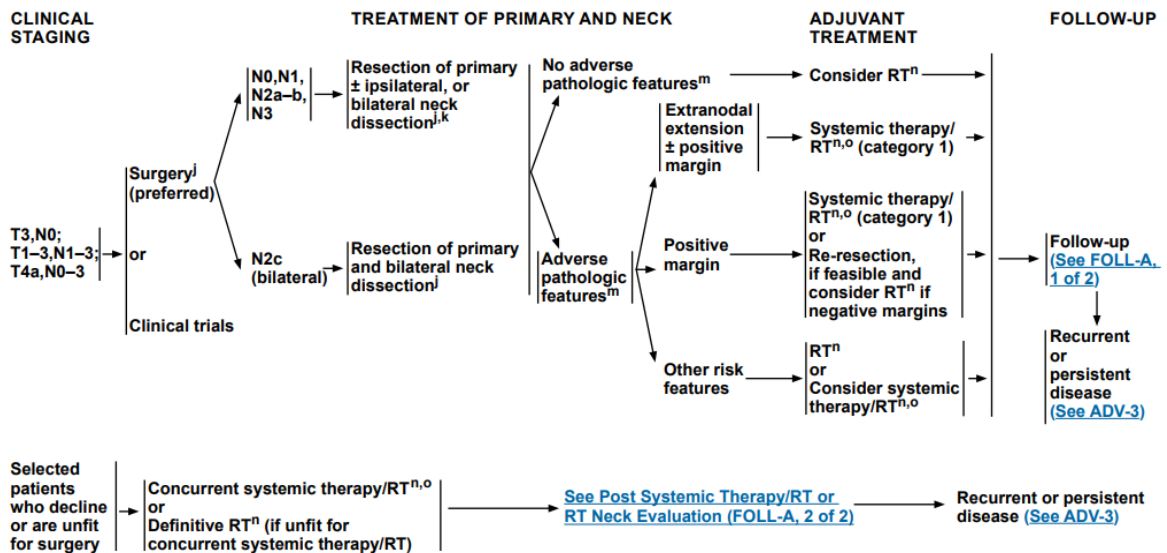 CLINICAL
STAGING
TREATMENT OF PRIMARY AND NECK
ADJUVANT
TREATMENT
FOLLOW-UP
T3,N0;
T1–3,N1–3;
T4a,N0–3
Surgeryj
(preferred)
or
Clinical trials
N0,N1,
N2a–b,
N3
Resection of primary
± ipsilateral, or
bilateral neck
dissectionj,k
N2c
(bilateral)
Resection of primary
and bilateral neck
dissectionj
No adverse
pathologic featuresm
Adverse
pathologic
featuresm
Extranodal
extension
± positive
margin
Positive
margin
Other risk
features
Consider RTn
Systemic therapy/
RTn,o (category 1)
Systemic therapy/
RTn,o (category 1)
or
Re-resection,
if feasible and
consider RTn if
negative margins
RTn
or
Consider systemic
therapy/RTn,o
Follow-up
(See FOLL-A,
1 of 2)
Recurrent
or
persistent
disease
(See ADV-3)
Selected
patients
who decline
or are unfit
for surgery
Concurrent systemic therapy/RTn,o
or
Definitive RTn (if unfit for
concurrent systemic therapy/RT)
See Post Systemic Therapy/RT or
RT Neck Evaluation (FOLL-A, 2 of 2)
Recurrent or persistent
disease (See ADV-3)